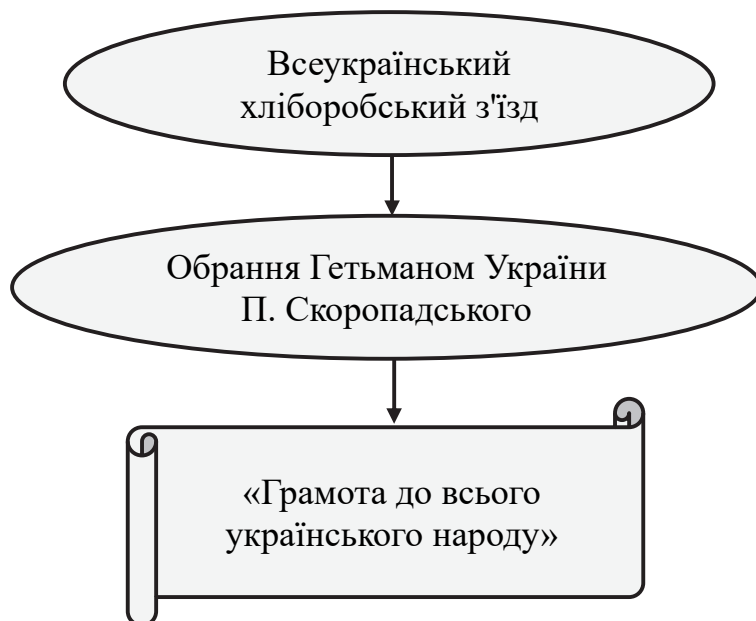 Всеукраїнський
хліборобський з'їзд
Обрання Гетьманом України
П. Скоропадського
«Грамота до всього
українського народу»